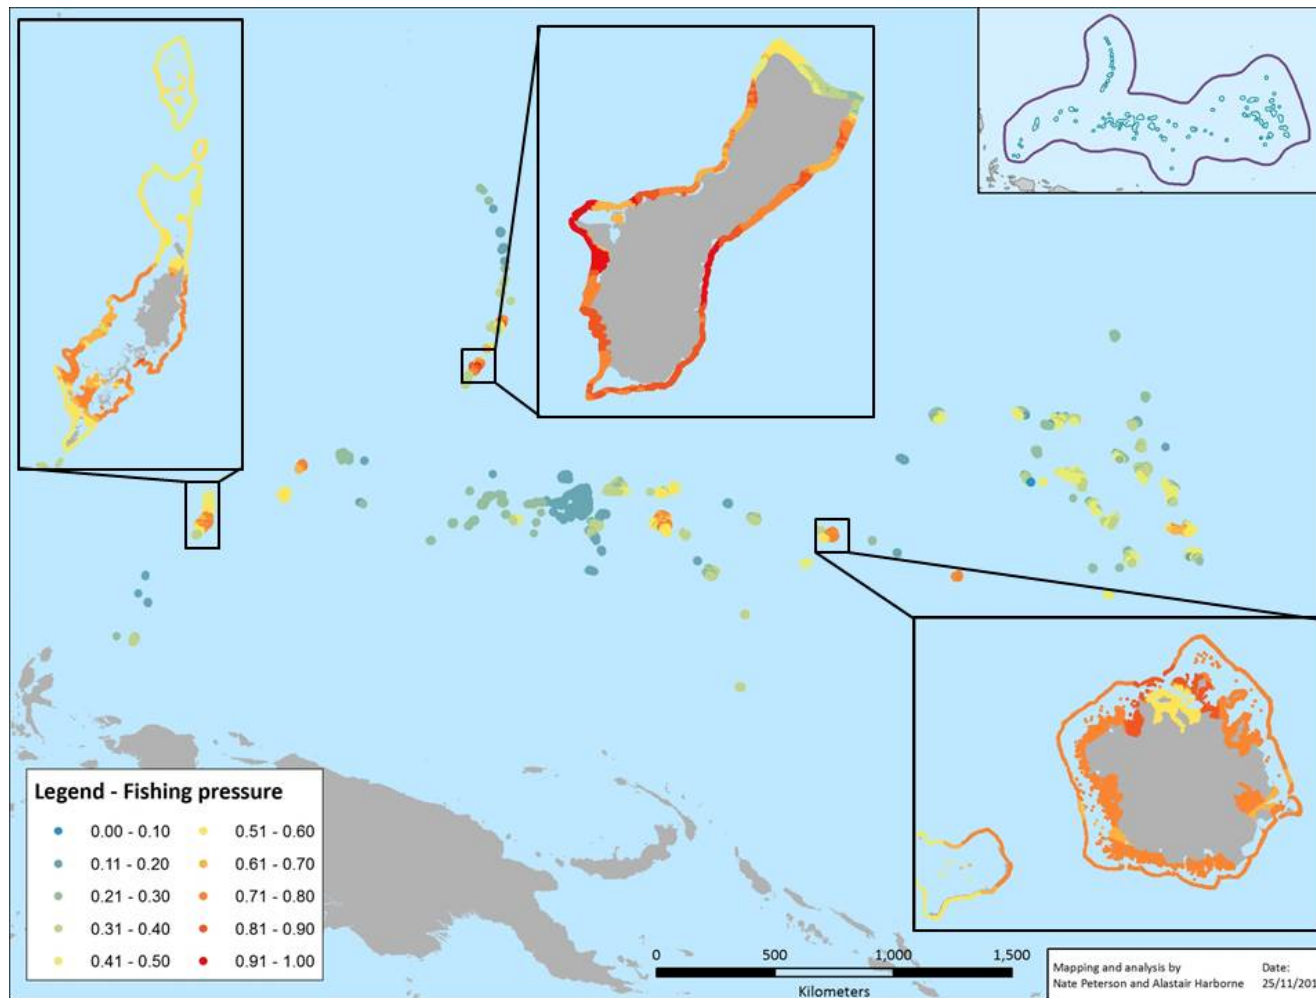 Legend - Fishing pressure
0.00 - 0.10 0.51 - 0.60
0.11 - 0.20 0.61 - 0.70
0.21 - 0.30 0.71 - 0.80
0.31 - 0.40 0.81 - 0.90
0.41 - 0.50 0.91 - 1.00
0 500 1,000 1,500
Kilometers
Mapping and analysis by Date:
Nate Peterson and Alastair Harborne 25/11/20